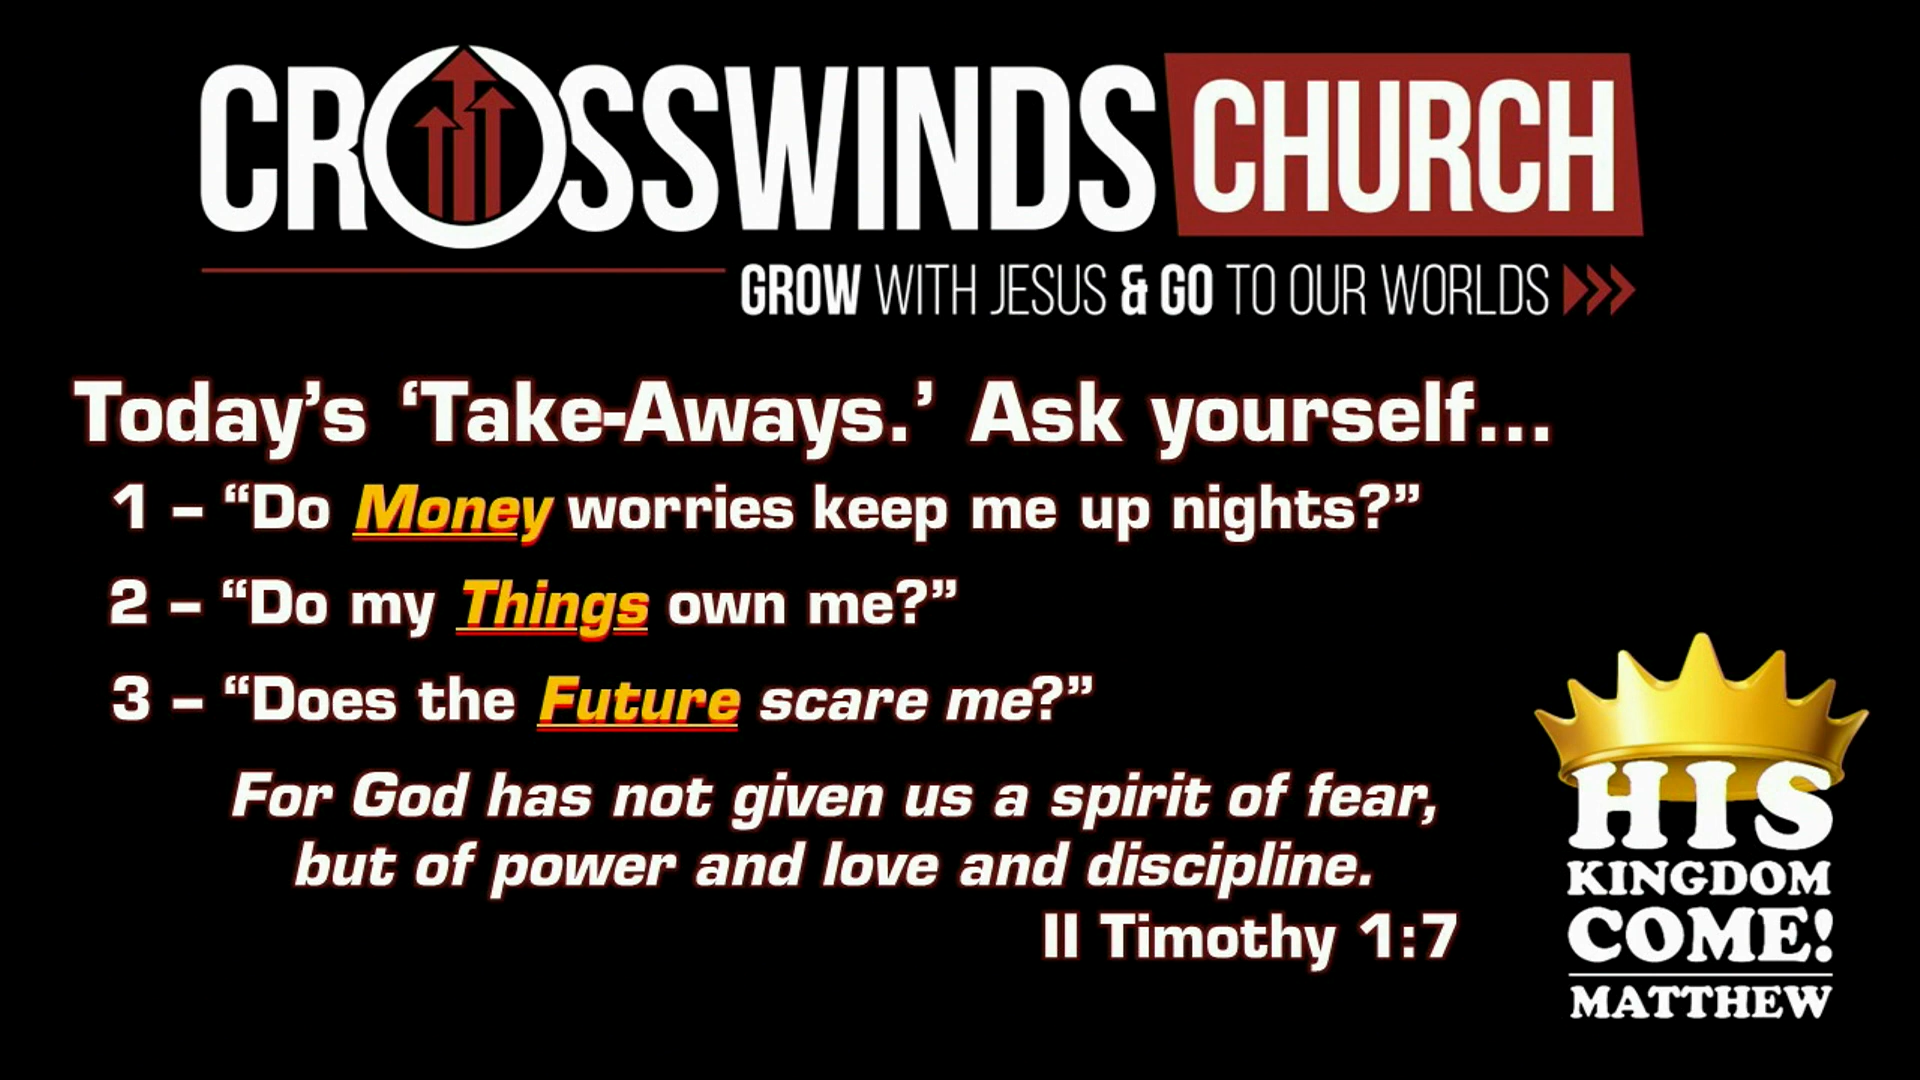 CROSSWINDS CHURCH
GROW WITH JESUS & GO TO OUR WORLDS
Today’s ‘Take-Aways.’ Ask yourself…
1 – “Do Money worries keep me up nights?”
2 – “Do my Things own me?”
3 – “Does the Future scare me?”
For God has not given us a spirit of fear,
but of power and love and discipline.
II Timothy 1:7
HIS
KINGDOM
COME!
MATTHEW